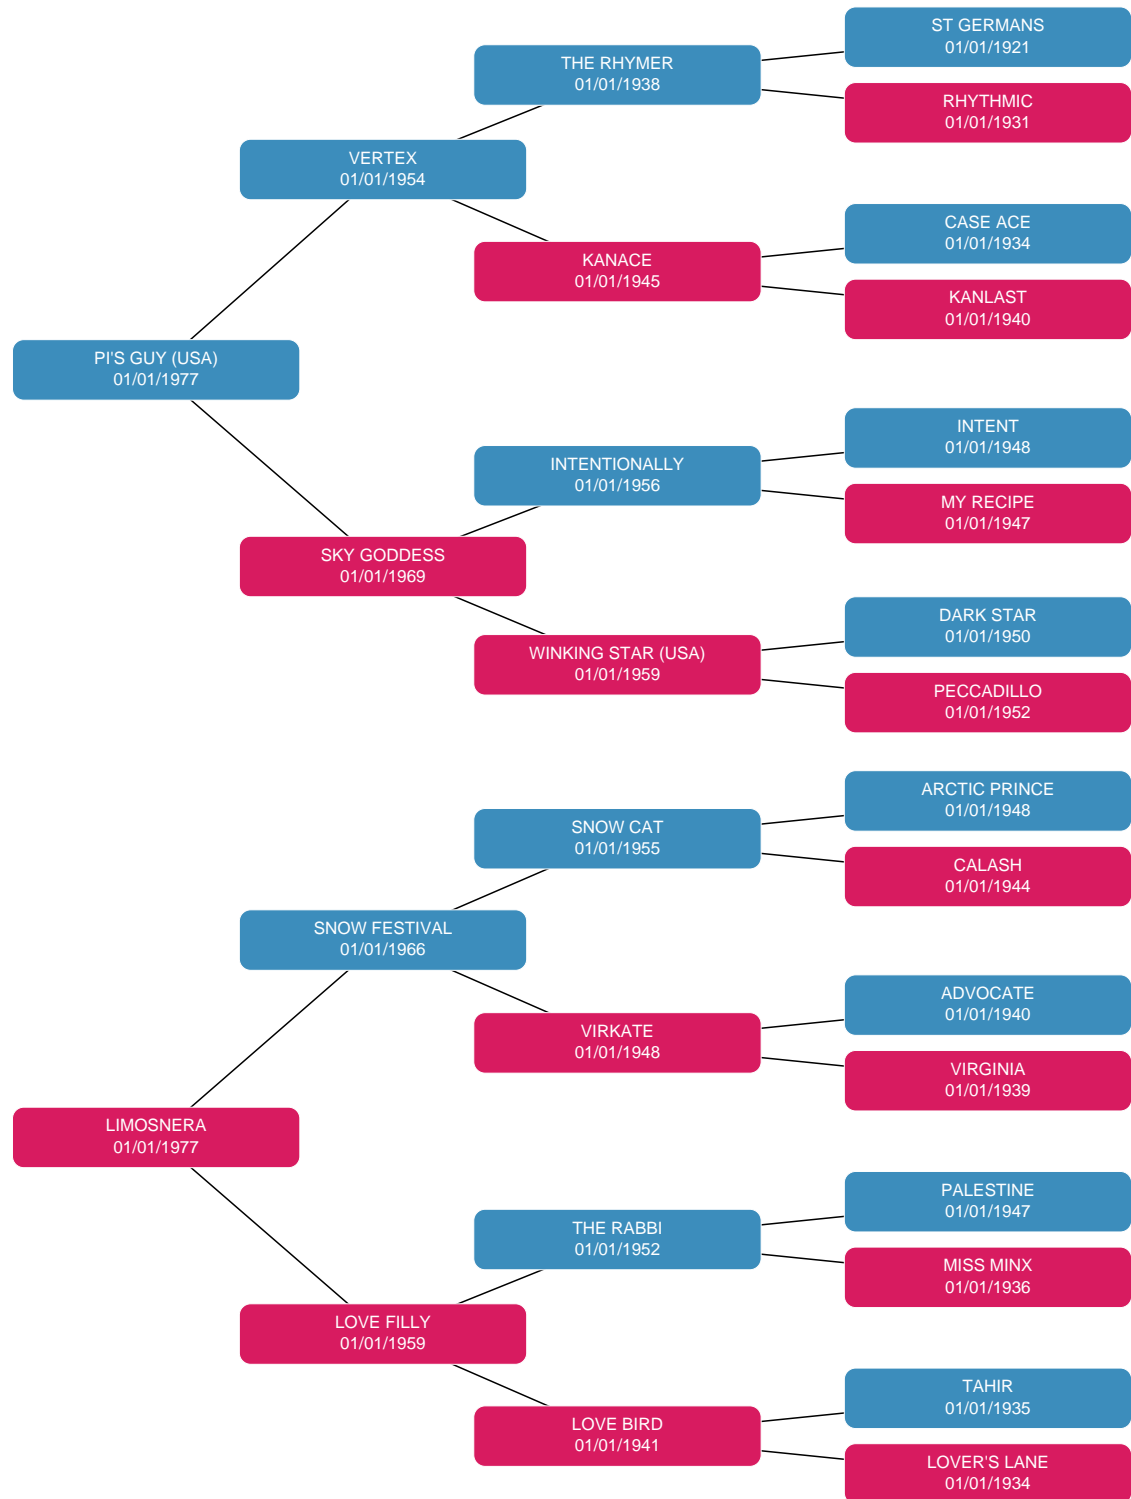 ST GERMANS
01/01/1921
THE RHYMER
01/01/1938
RHYTHMIC
01/01/1931
VERTEX
01/01/1954
CASE ACE
01/01/1934
KANACE
01/01/1945
KANLAST
01/01/1940
PI'S GUY (USA)
01/01/1977
INTENT
01/01/1948
INTENTIONALLY
01/01/1956
MY RECIPE
01/01/1947
SKY GODDESS
01/01/1969
DARK STAR
01/01/1950
WINKING STAR (USA)
01/01/1959
PECCADILLO
01/01/1952
ARCTIC PRINCE
01/01/1948
SNOW CAT
01/01/1955
CALASH
01/01/1944
SNOW FESTIVAL
01/01/1966
ADVOCATE
01/01/1940
VIRKATE
01/01/1948
VIRGINIA
01/01/1939
LIMOSNERA
01/01/1977
PALESTINE
01/01/1947
THE RABBI
01/01/1952
MISS MINX
01/01/1936
LOVE FILLY
01/01/1959
TAHIR
01/01/1935
LOVE BIRD
01/01/1941
LOVER'S LANE
01/01/1934